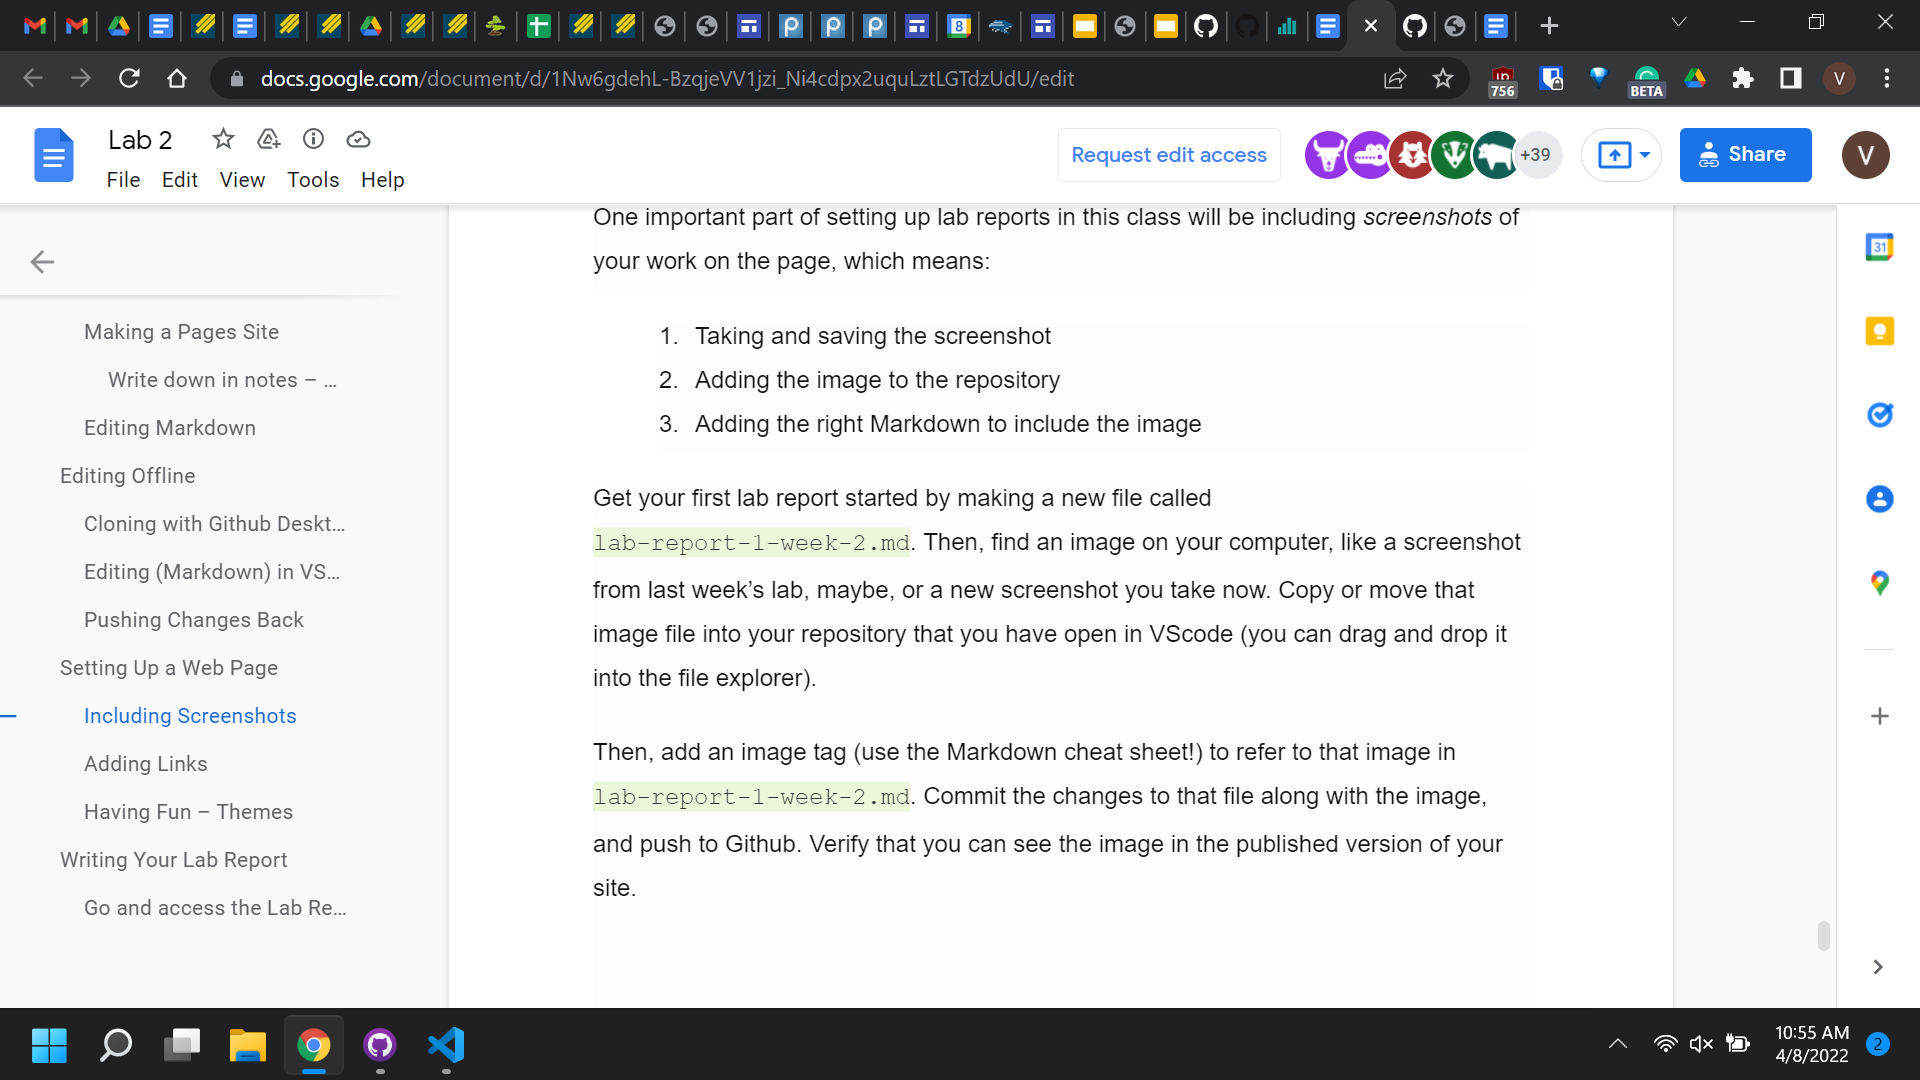 docs.google.com/document/d/1Nw6gdehL-BzqjeVV1jzi_Ni4cdpx2uquLztLGTdzUdU/edit
756
BETA
V
Lab 2
File Edit View Tools Help
Request edit access
+39
Share
V
Making a Pages Site
Write down in notes – ...
Editing Markdown
Editing Offline
Cloning with Github Deskt...
Editing (Markdown) in VS...
Pushing Changes Back
Setting Up a Web Page
Including Screenshots
Adding Links
Having Fun – Themes
Writing Your Lab Report
Go and access the Lab Re...
One important part of setting up lab reports in this class will be including screenshots of
your work on the page, which means:
1. Taking and saving the screenshot
2. Adding the image to the repository
3. Adding the right Markdown to include the image
Get your first lab report started by making a new file called
lab-report-1-week-2.md. Then, find an image on your computer, like a screenshot
from last week’s lab, maybe, or a new screenshot you take now. Copy or move that
image file into your repository that you have open in VScode (you can drag and drop it
into the file explorer).
Then, add an image tag (use the Markdown cheat sheet!) to refer to that image in
lab-report-1-week-2.md. Commit the changes to that file along with the image,
and push to Github. Verify that you can see the image in the published version of your
site.
31
10:55 AM
4/8/2022
2